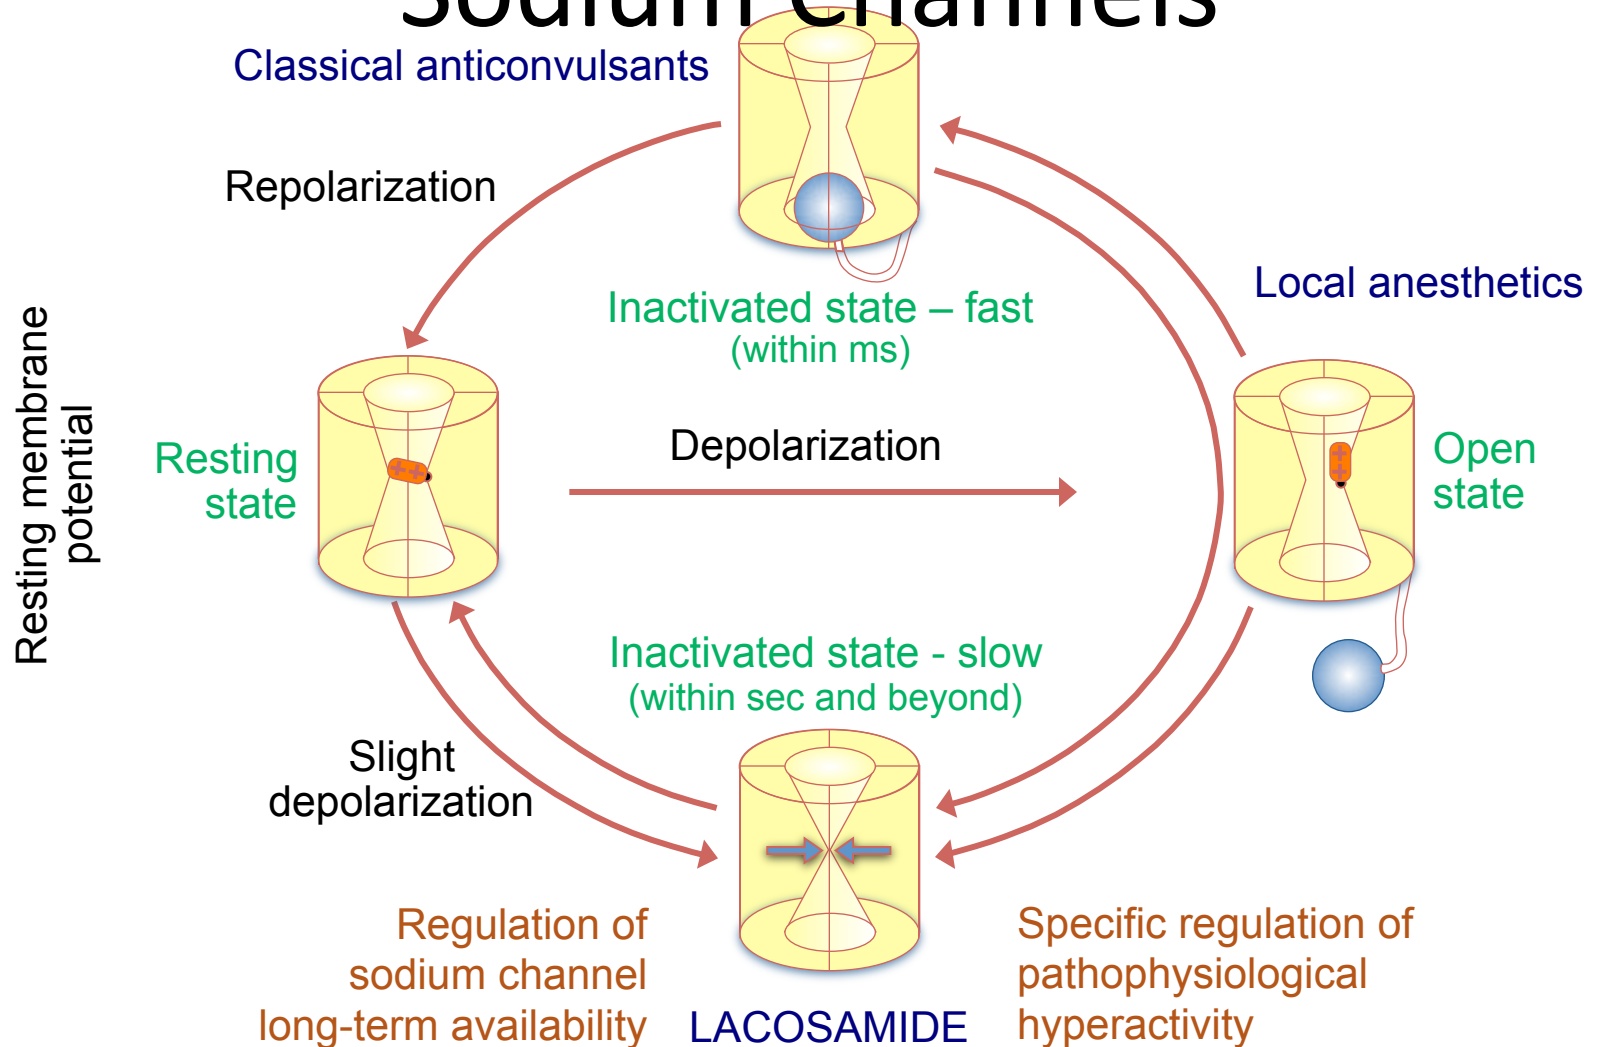 Sodium Channels
Classical anticonvulsants
Repolarization
Inactivated state – fast
(within ms)
Local anesthetics
Resting membrane
potential
Resting
state
Depolarization
Open
state
Inactivated state - slow
(within sec and beyond)
Slight
depolarization
Regulation of
sodium channel
long-term availability
LACOSAMIDE
Specific regulation of
pathophysiological
hyperactivity